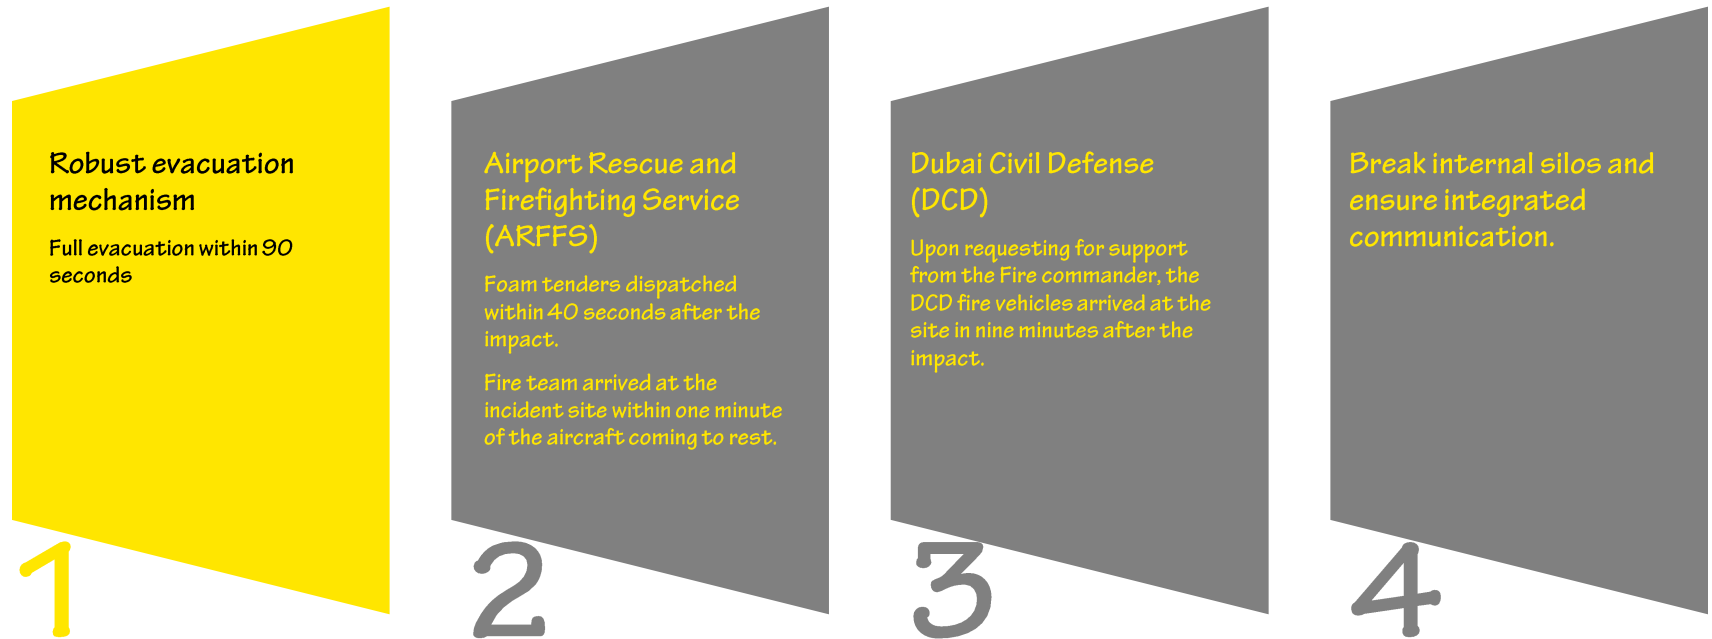 Robust evacuation
mechanism
Full evacuation within 90
seconds
1
Airport Rescue and
Firefighting Service
(ARFFS)
Foam tenders dispatched
within 40 seconds after the
impact.
Fire team arrived at the
incident site within one minute
of the aircraft coming to rest.
2
Dubai Civil Defense
(DCD)
Upon requesting for support
from the Fire commander, the
DCD fire vehicles arrived at the
site in nine minutes after the
impact.
3
Break internal silos and
ensure integrated
communication.
4